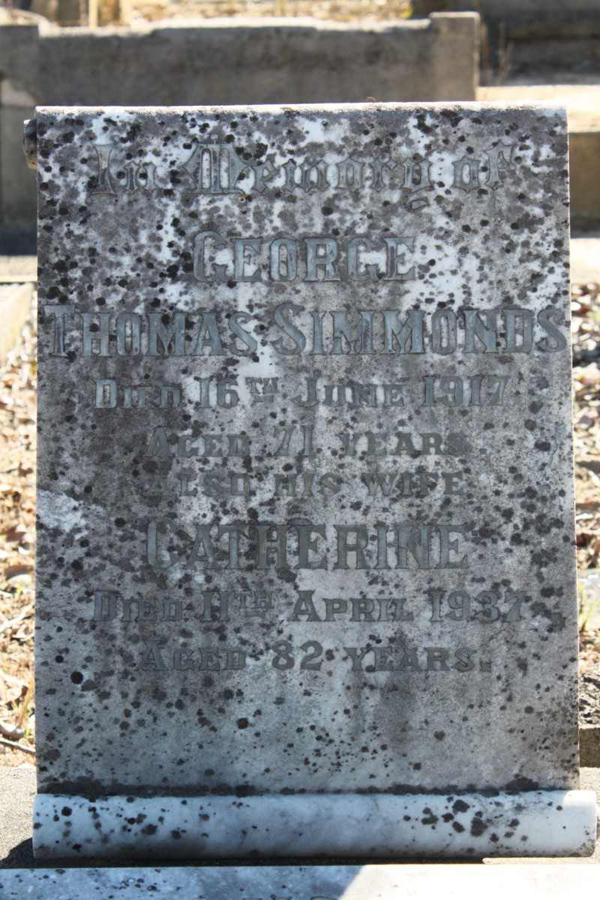 In Memory of
GEORGE
THOMAS SIMMONDS
DIED 16TH JUNE 1917
AGED 71 YEARS.
ALSO HIS WIFE
CATHERINE
DIED 11TH APRIL 1937
AGED 82 YEARS.